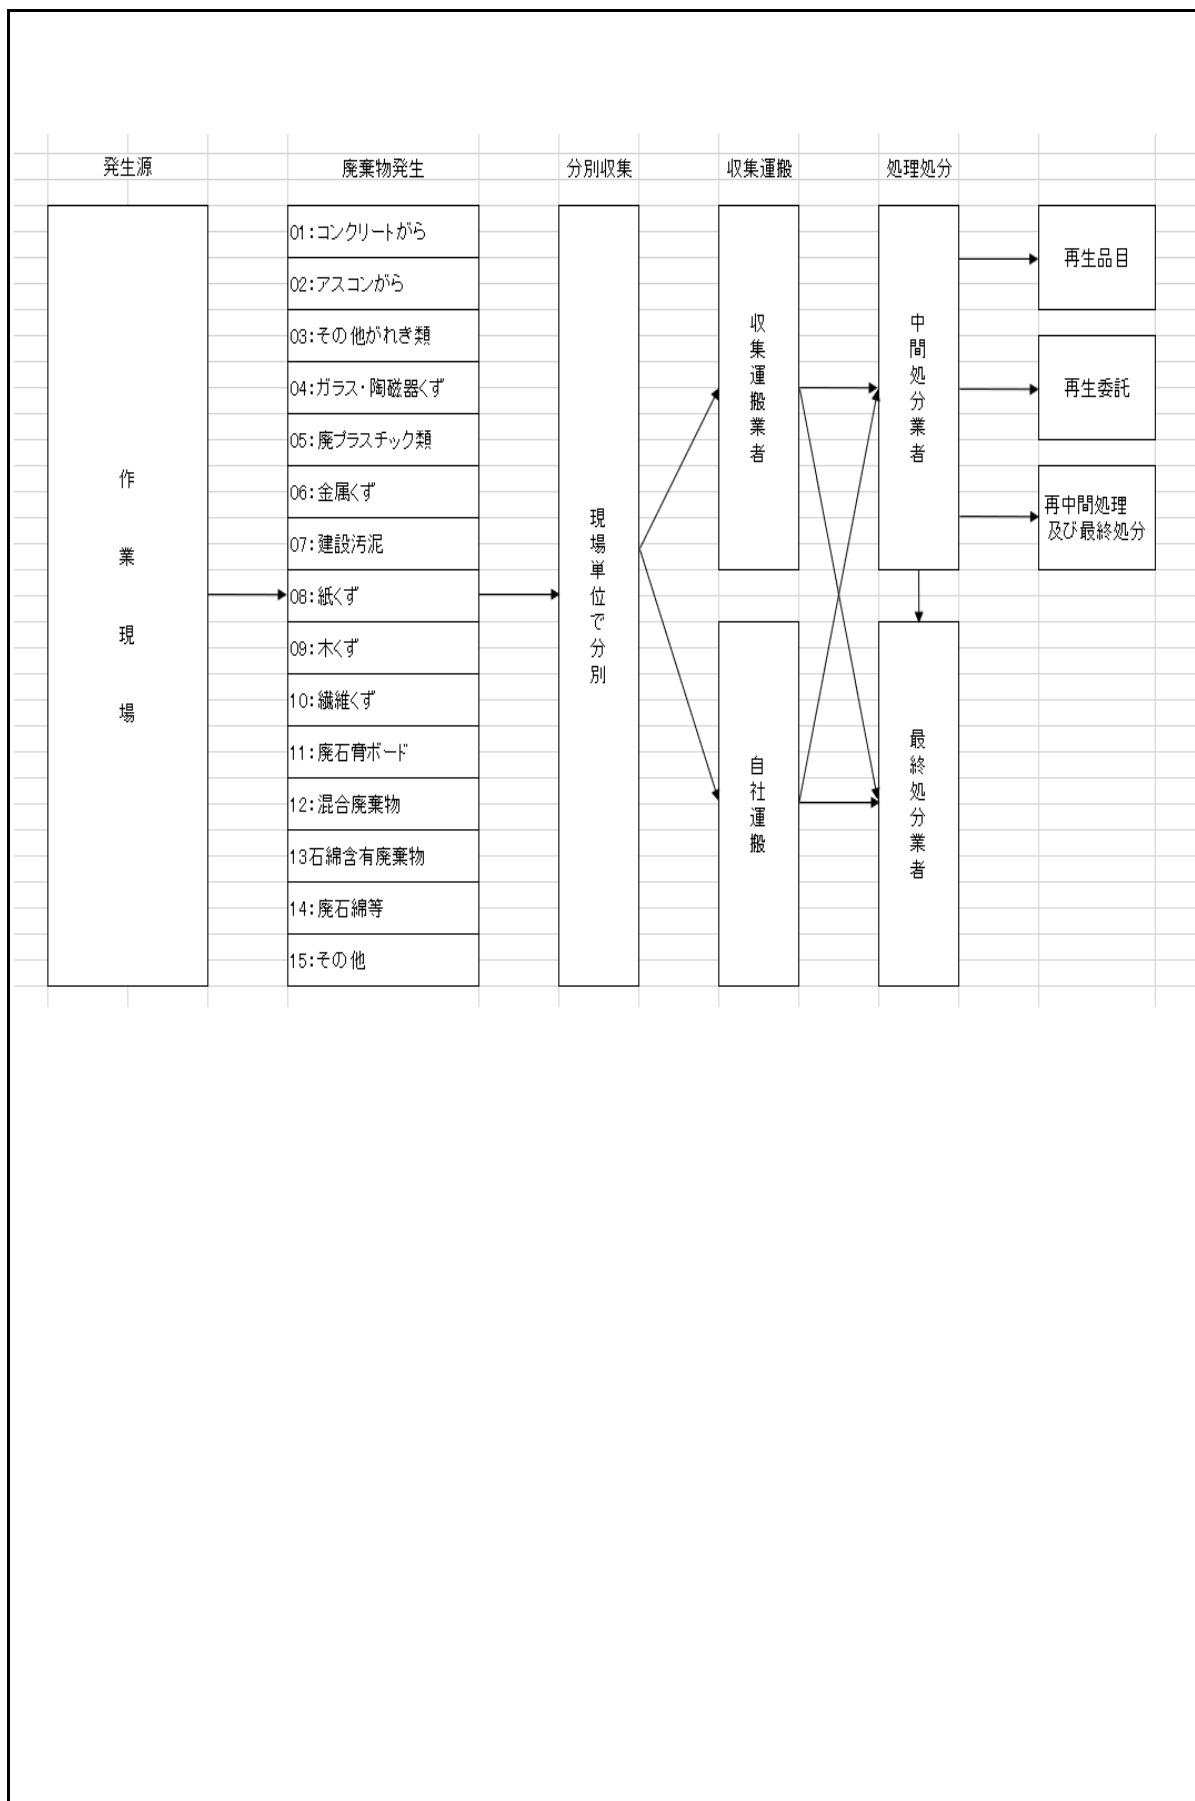 発生源
廃棄物発生
分別収集
収集運搬
処理処分
作業現場
01:コンクリートがら
02:アスコンがら
03:その他がれき類
04:ガラス・陶磁器くず
05:廃プラスチック類
06:金属くず
07:建設汚泥
08:紙くず
09:木くず
10:繊維くず
11:廃石膏ボード
12:混合廃棄物
13石綿含有廃棄物
14:廃石綿等
15:その他
現場単位で分別
収集運搬業者
自社運搬
中間処分業者
最終処分業者
再生品目
再生委託
再中間処理
及び最終処分